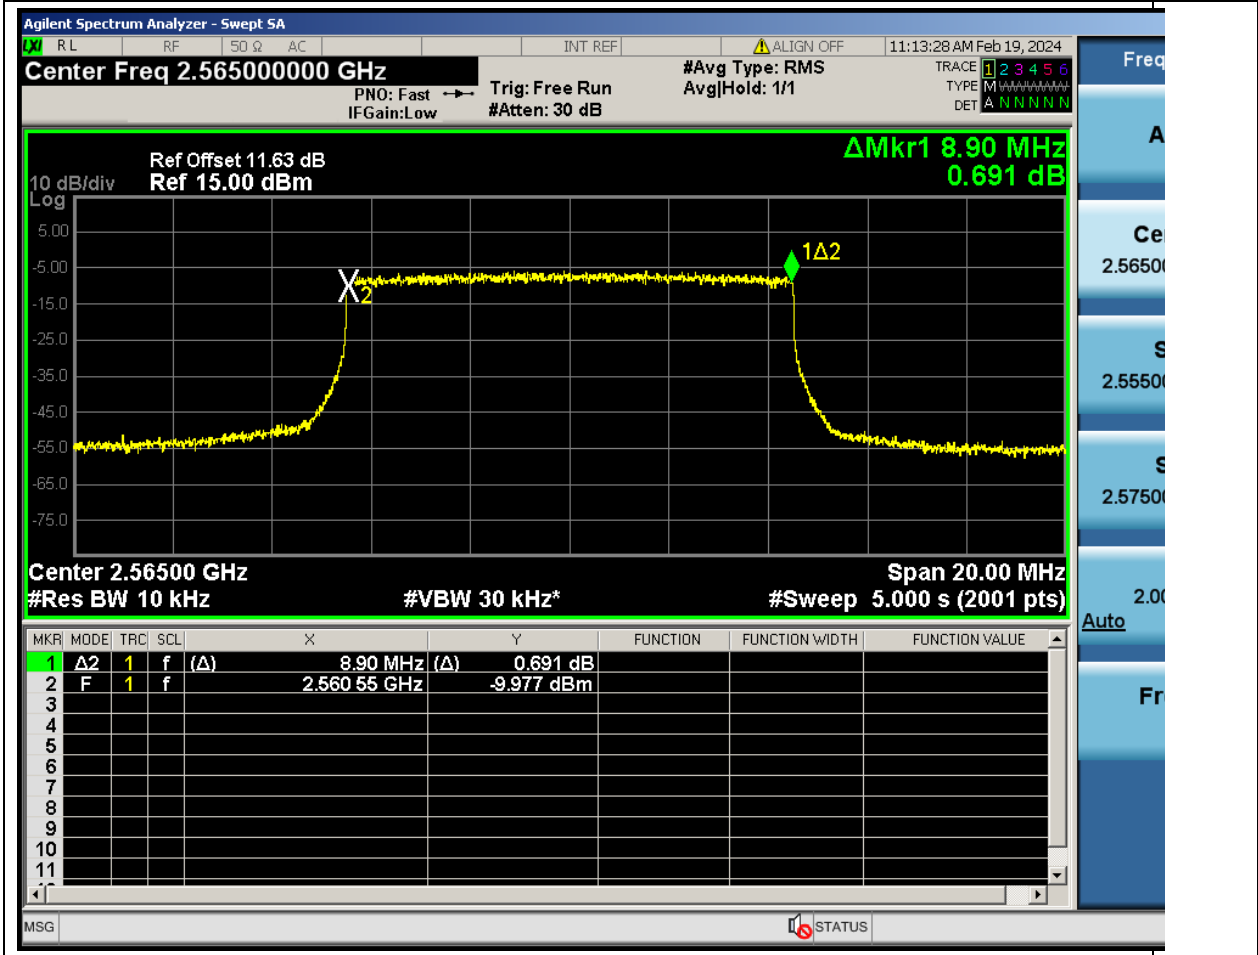 Agilent Spectrum Analyzer - Swept SA
LXI RL RF 50 Ω AC INT REF ALIGN OFF 11:13:28 AM Feb 19, 2024
Center Freq 2.565000000 GHz
#Avg Type: RMS
TRACE 1 2 3 4 5 6
PNO: Fast
Trig: Free Run
Avg|Hold: 1/1
TYPE M WWWWW
IFGain:Low
#Atten: 30 dB
DET A N N N N N
Freq
A
ΔMkr1 8.90 MHz
0.691 dB
Ref Offset 11.63 dB
10 dB/div Ref 15.00 dBm
Log
5.00
-5.00
-15.0
-25.0
-35.0
-45.0
-55.0
-65.0
-75.0
1Δ2
2
Ce
2.5650
S
2.5550
S
2.5750
2.00
Auto
Fr
Center 2.56500 GHz Span 20.00 MHz
#Res BW 10 kHz #VBW 30 kHz* #Sweep 5.000 s (2001 pts)
MKR MODE TRC SCL X Y FUNCTION FUNCTION WIDTH FUNCTION VALUE
1 Δ2 1 f (Δ) 8.90 MHz (Δ) 0.691 dB
2 F 1 f 2.560 55 GHz -9.977 dBm
3
4
5
6
7
8
9
10
11
MSG STATUS